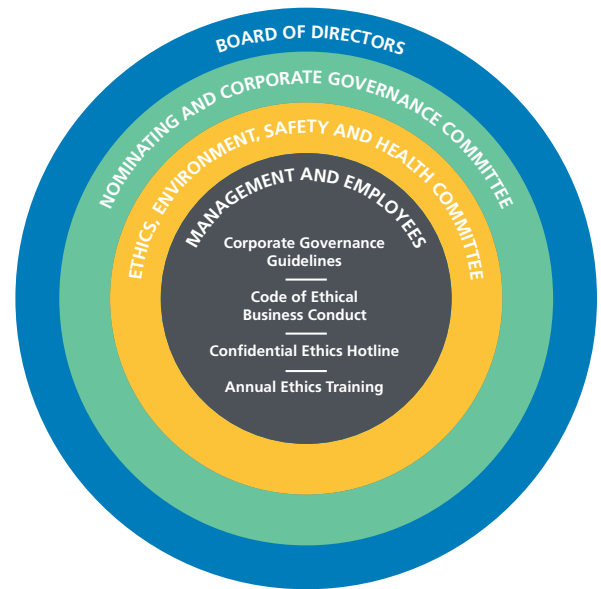 BOARD OF DIRECTORS
NOMINATING AND CORPORATE GOVERNANCE COMMITTEE
ETHICS, ENVIRONMENT, SAFETY AND HEALTH COMMITTEE
MANAGEMENT AND EMPLOYEES
Corporate Governance
Guidelines
Code of Ethical
Business Conduct
Confidential Ethics Hotline
Annual Ethics Training